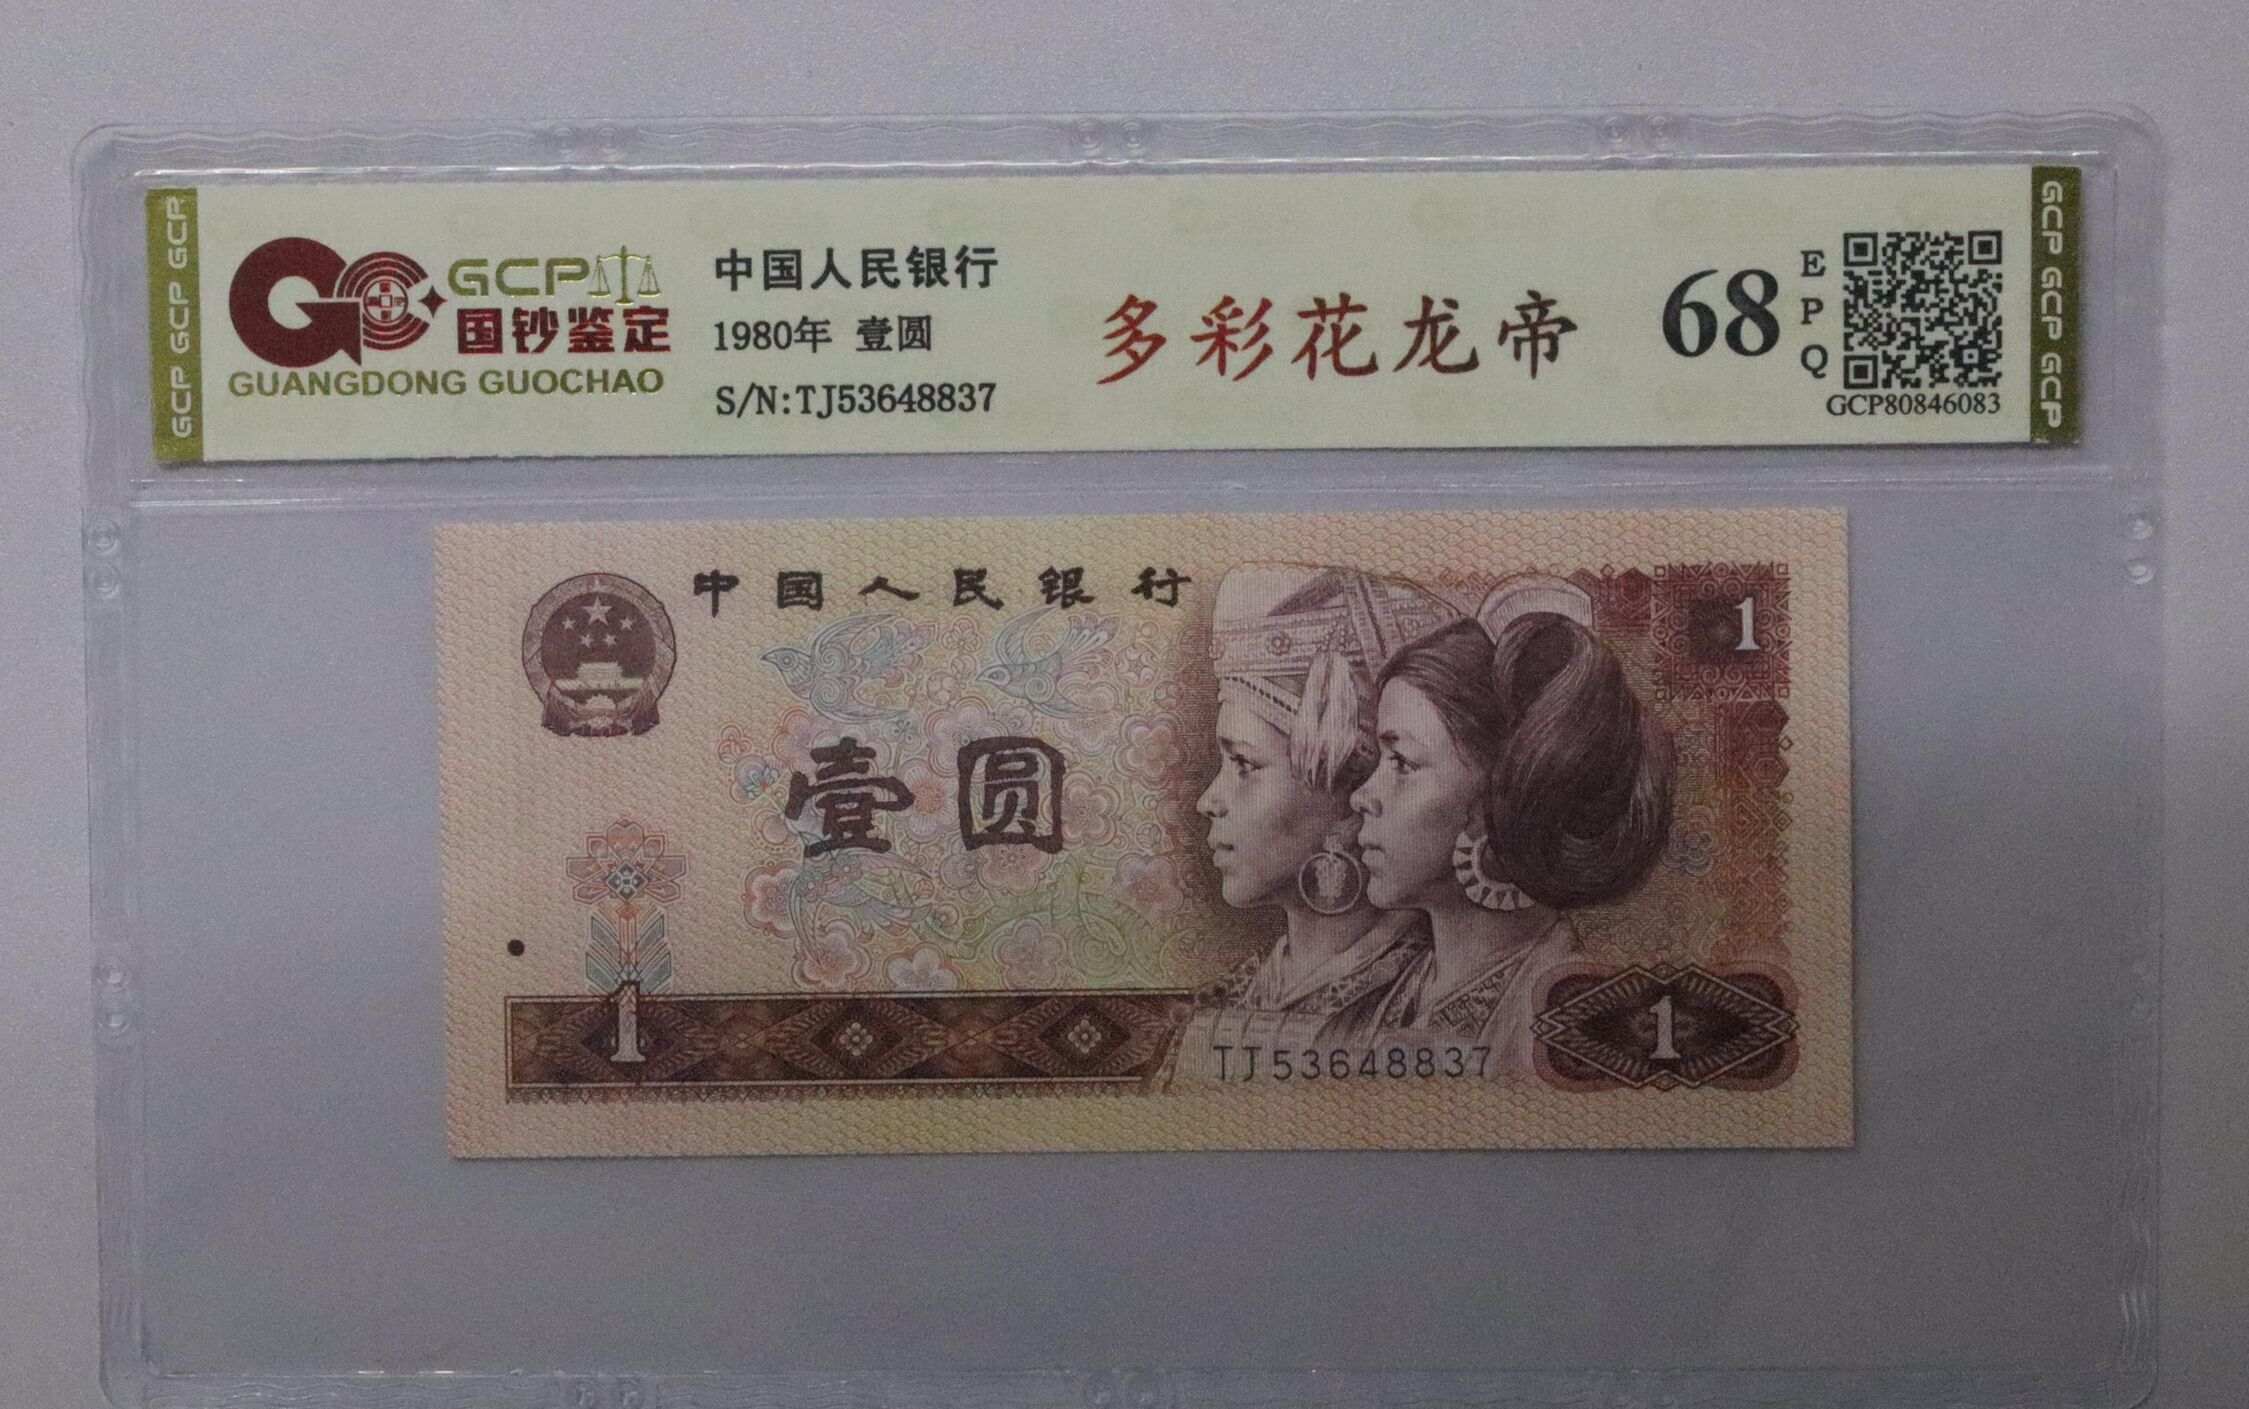 GCP GCP GCP
GCP
国钞鉴定
GUANGDONG GUOCHAO
中国人民银行
1980年 壹圆
S/N:TJ53648837
多彩花龙帝
68
EPQ
GCP80846083
GCP GCP GCP
中国人民银行
1
壹圆
1
1
TJ53648837